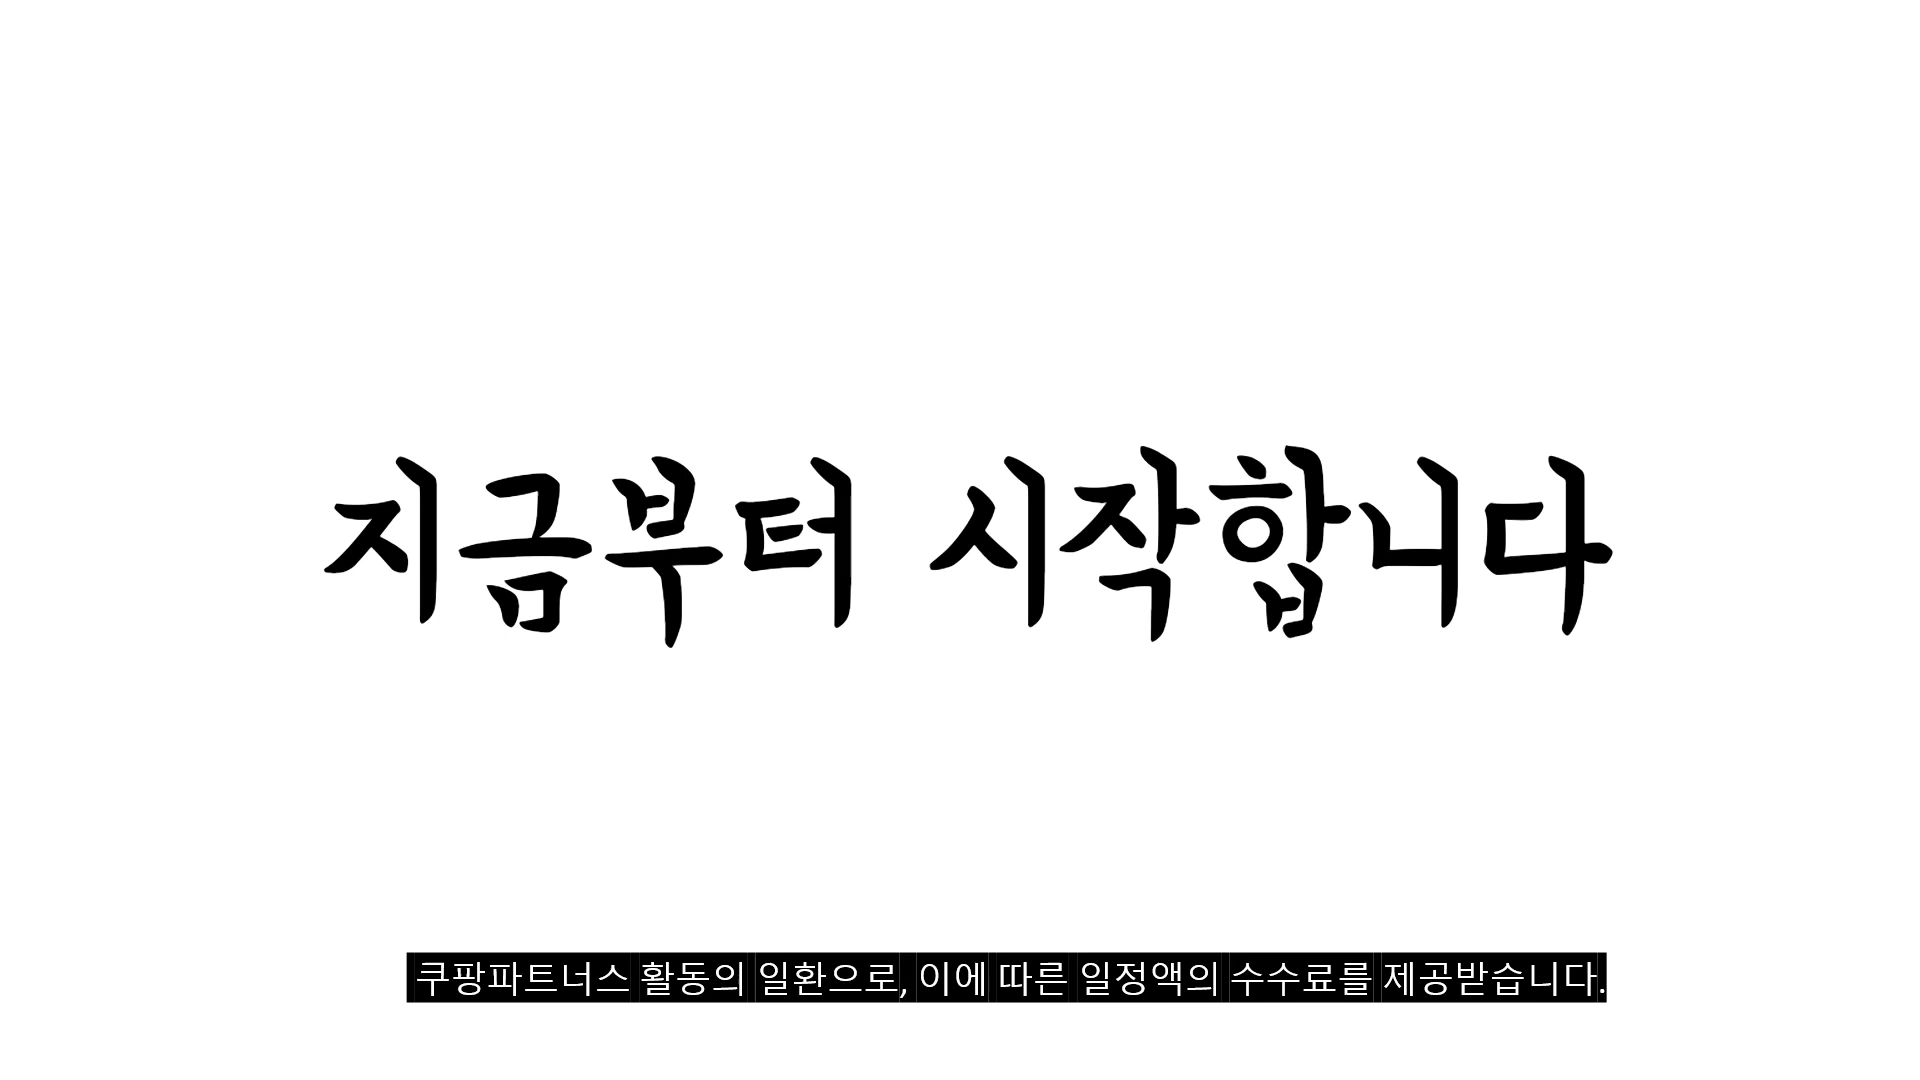 지금부터 시작합니다
쿠팡파트너스 활동의 일환으로, 이에 따른 일정액의 수수료를 제공받습니다.